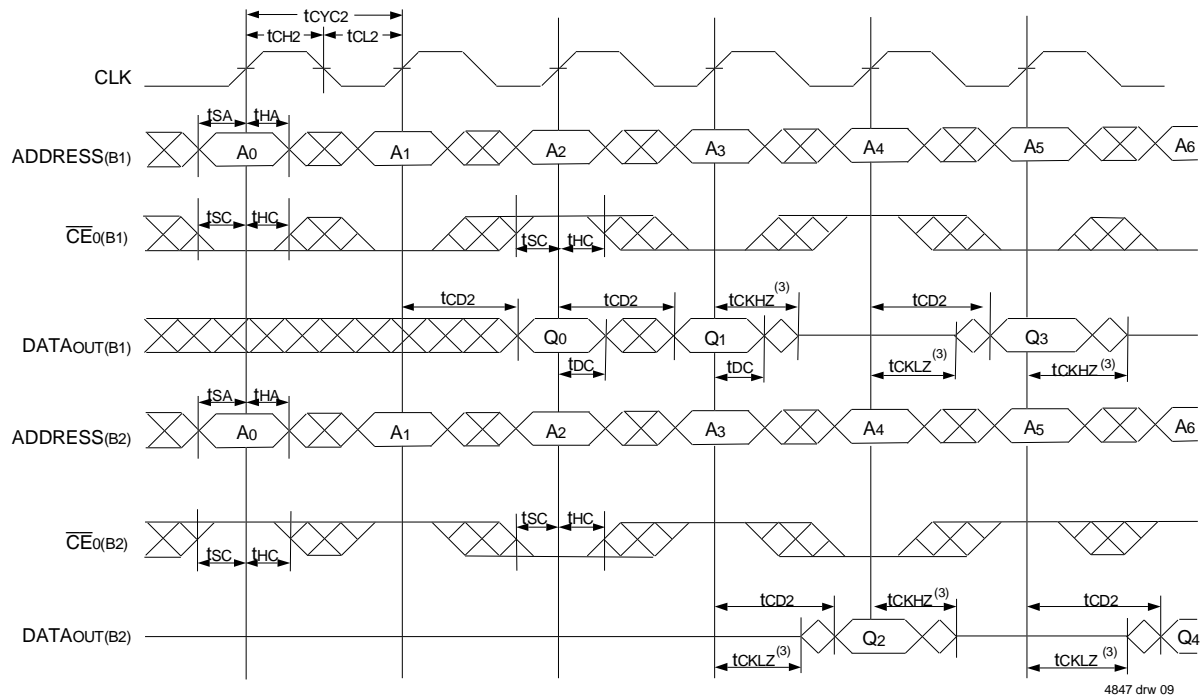 tCYC2
tCH2 tCL2
CLK
tSA tHA
ADDRESS(B1) A0 A1 A2 A3 A4 A5 A6
tSC tHC
CE0(B1) tSC tHC
tCD2 tCD2 tCKHZ(3) tCD2
DATAOUT(B1) Q0 Q1 Q3
tDC tDC tCKLZ(3) tCKHZ(3)
tSA tHA
ADDRESS(B2) A0 A1 A2 A3 A4 A5 A6
tSC tHC
CE0(B2) tSC tHC
tCD2 tCKHZ(3) tCD2
DATAOUT(B2) Q2 Q4
tCKLZ(3) tCKLZ(3)
4847 drw 09